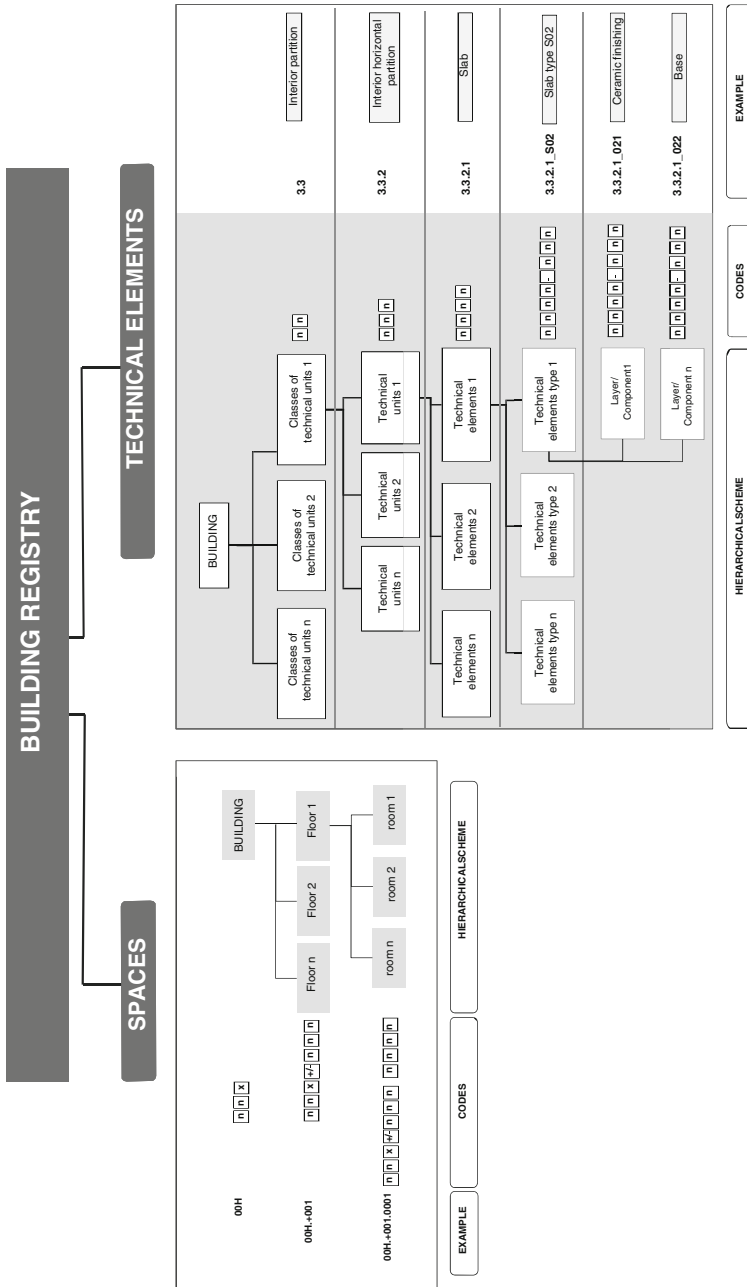 BUILDING REGISTRY
SPACES
TECHNICAL ELEMENTS
00H
n n x
BUILDING
00H.+001
n n x +/- n n n
Floor n
Floor 2
Floor 1
00H.+001.0001
n n x +/- n n n n n n n
room n
room 2
room 1
EXAMPLE
CODES
HIERARCHICALSCHEME
BUILDING
Classes of
technical units n
Classes of
technical units 2
Classes of
technical units 1
n n
3.3
Interior partition
Technical
units n
Technical
units 2
Technical
units 1
n n n
3.3.2
Interior horizontal
partition
Technical
elements n
Technical
elements 2
Technical
elements 1
n n n n
3.3.2.1
Slab
Technical
elements type n
Technical
elements type 2
Technical
elements type 1
n n n n - n n n
3.3.2.1_S02
Slab type S02
Layer/
Component1
n n n n - n n n
3.3.2.1_021
Ceramic finishing
Layer/
Component n
n n n n - n n n
3.3.2.1_022
Base
HIERARCHICALSCHEME
CODES
EXAMPLE